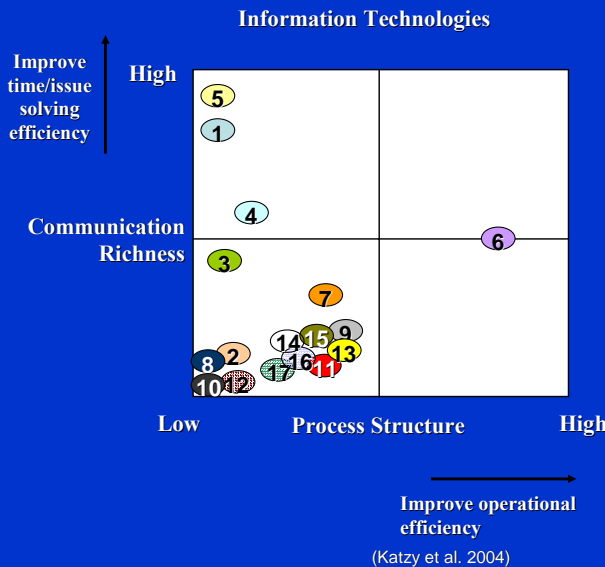 Information Technologies
Improve
time/issue
solving
efficiency
High
5
1
4
Communication
Richness
6
3
7
14
15
9
13
8
2
16
11
17
10
12
Low
Process Structure
High
Improve operational
efficiency
(Katzy et al. 2004)